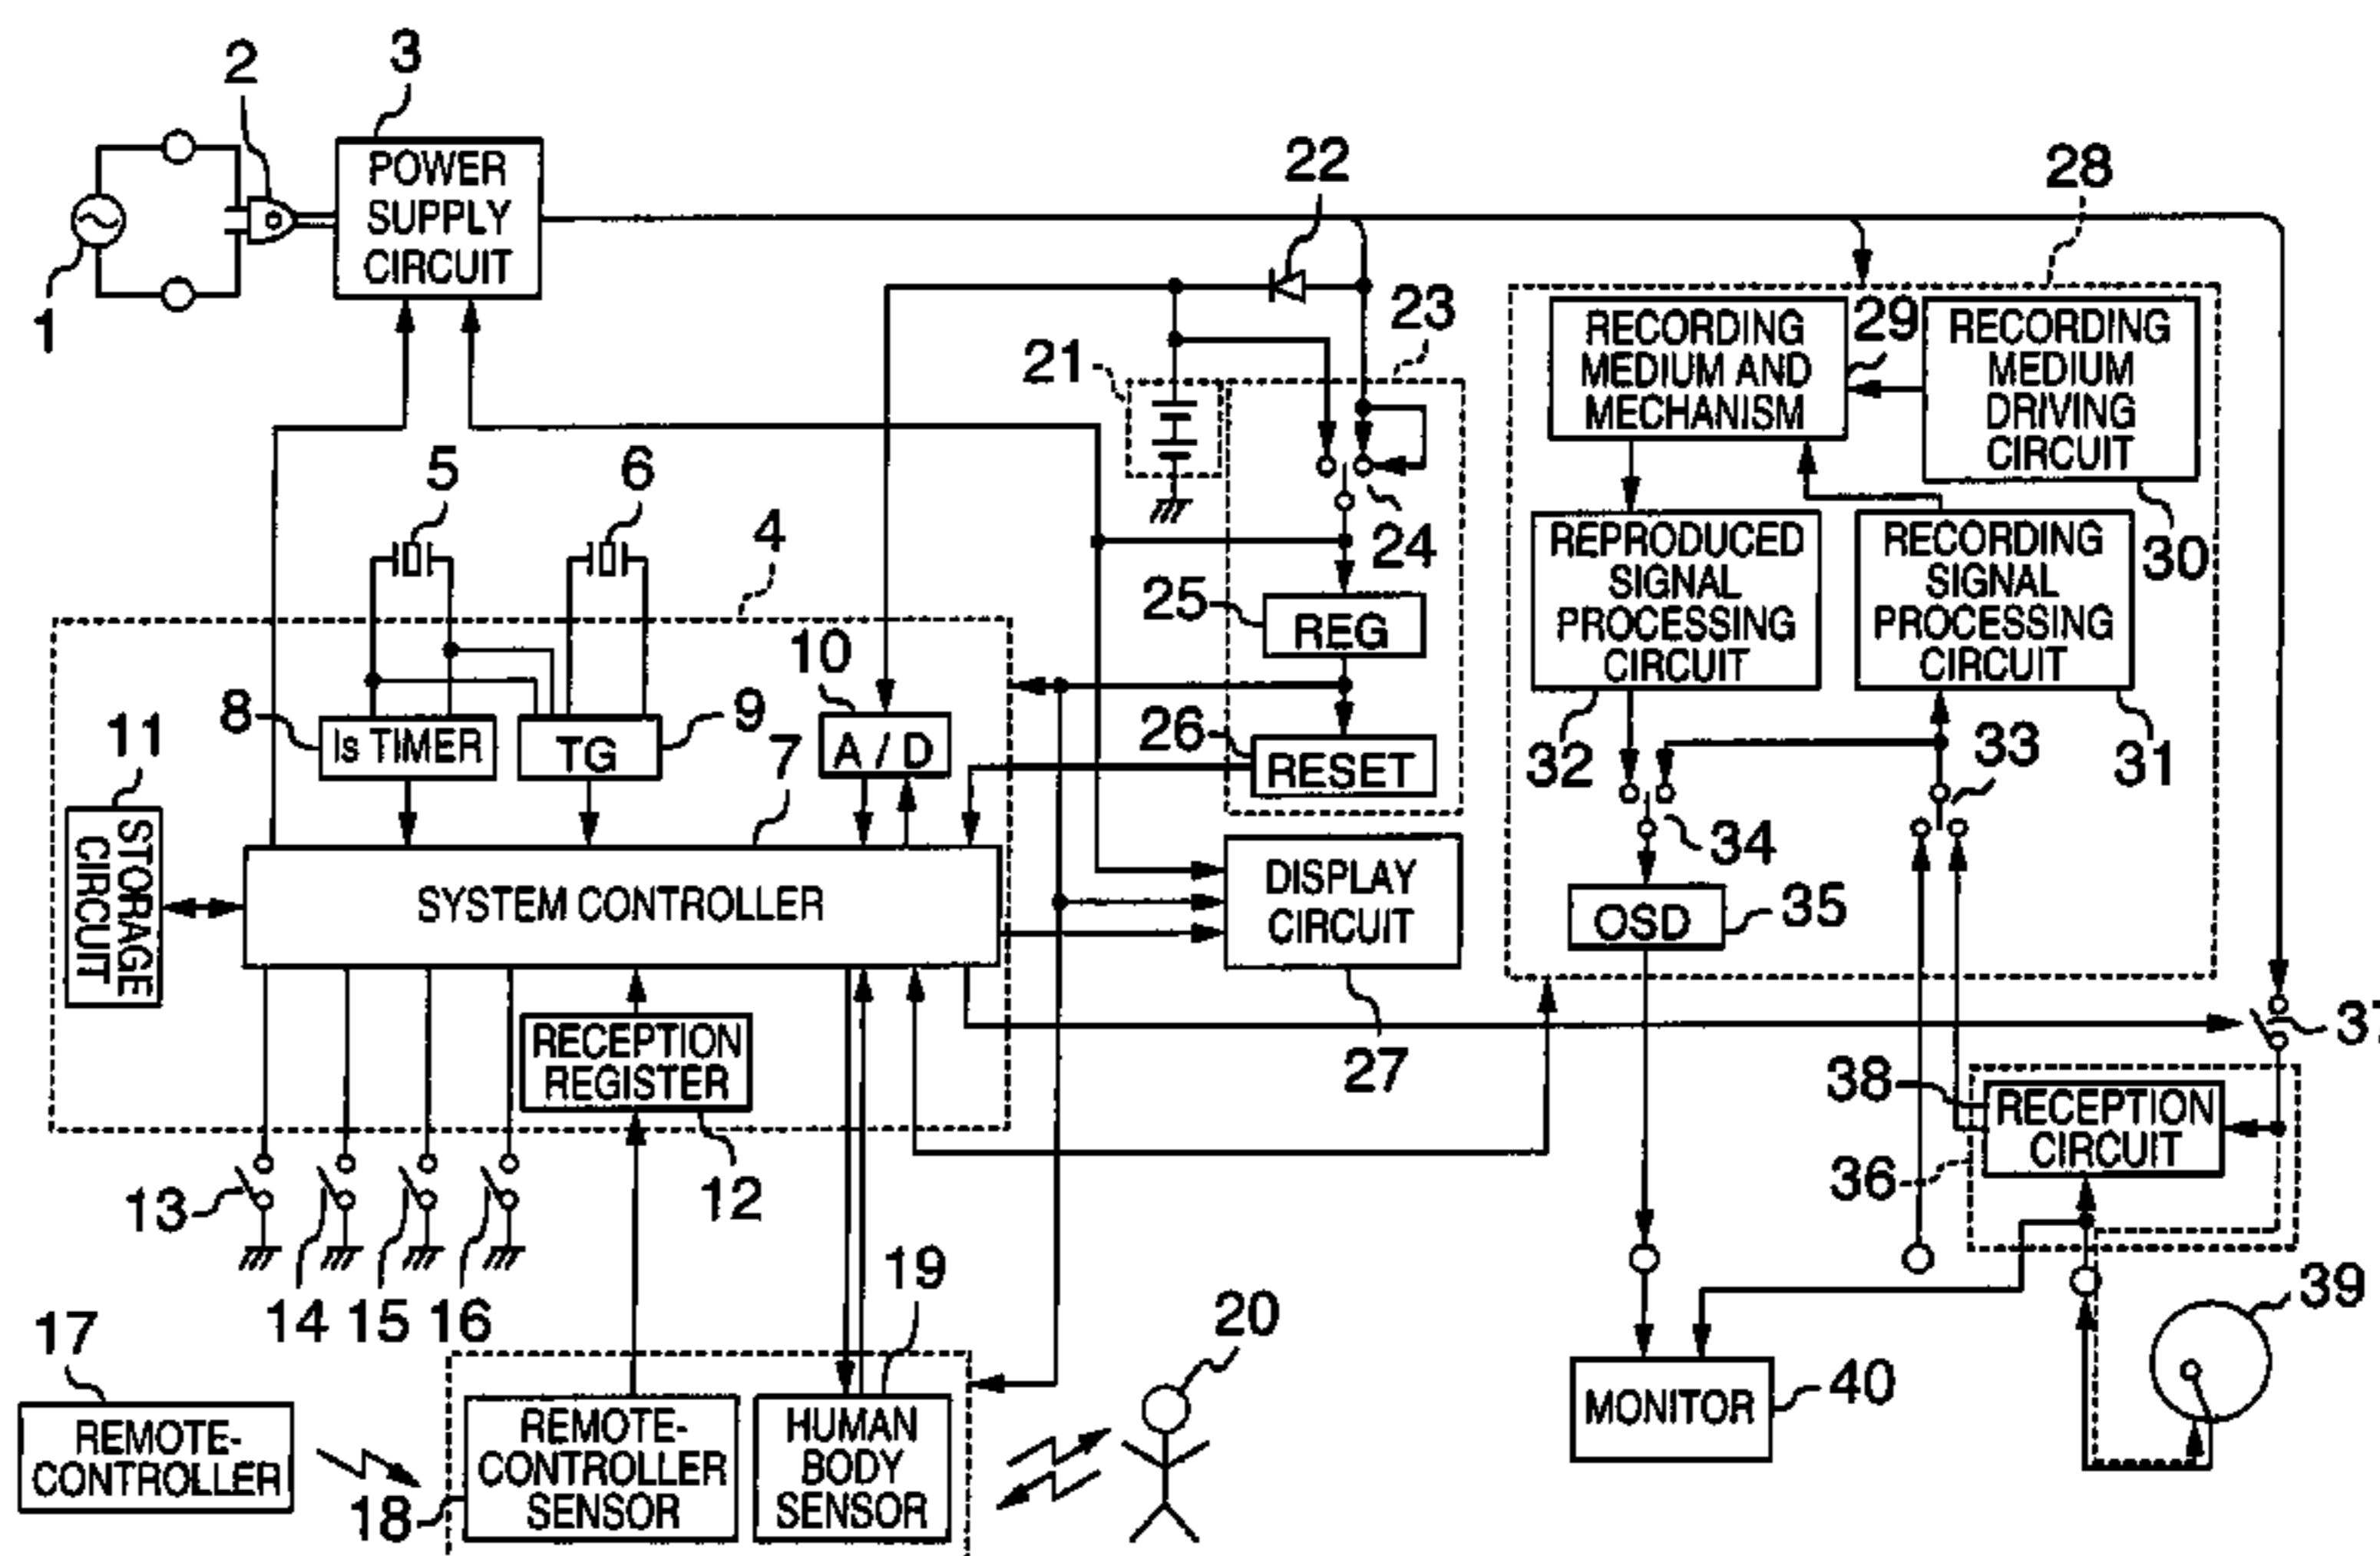 1
2
3
POWER
SUPPLY
CIRCUIT
22
28
21
23
RECORDING
MEDIUM AND
MECHANISM
29
RECORDING
MEDIUM
DRIVING
CIRCUIT
30
5
6
4
24
REPRODUCED
SIGNAL
PROCESSING
CIRCUIT
32
RECORDING
SIGNAL
PROCESSING
CIRCUIT
31
25
REG
8
Is TIMER
TG
9
10
A / D
7
26
RESET
33
34
11
STORAGE
CIRCUIT
SYSTEM CONTROLLER
DISPLAY
CIRCUIT
27
OSD
35
RECEPTION
REGISTER
12
38
RECEPTION
CIRCUIT
36
13
14
15
16
19
20
39
17
REMOTE-
CONTROLLER
18
REMOTE-
CONTROLLER
SENSOR
HUMAN
BODY
SENSOR
MONITOR
40